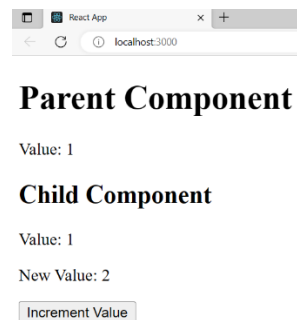 React App
localhost:3000
Parent Component
Value: 1
Child Component
Value: 1
New Value: 2
Increment Value